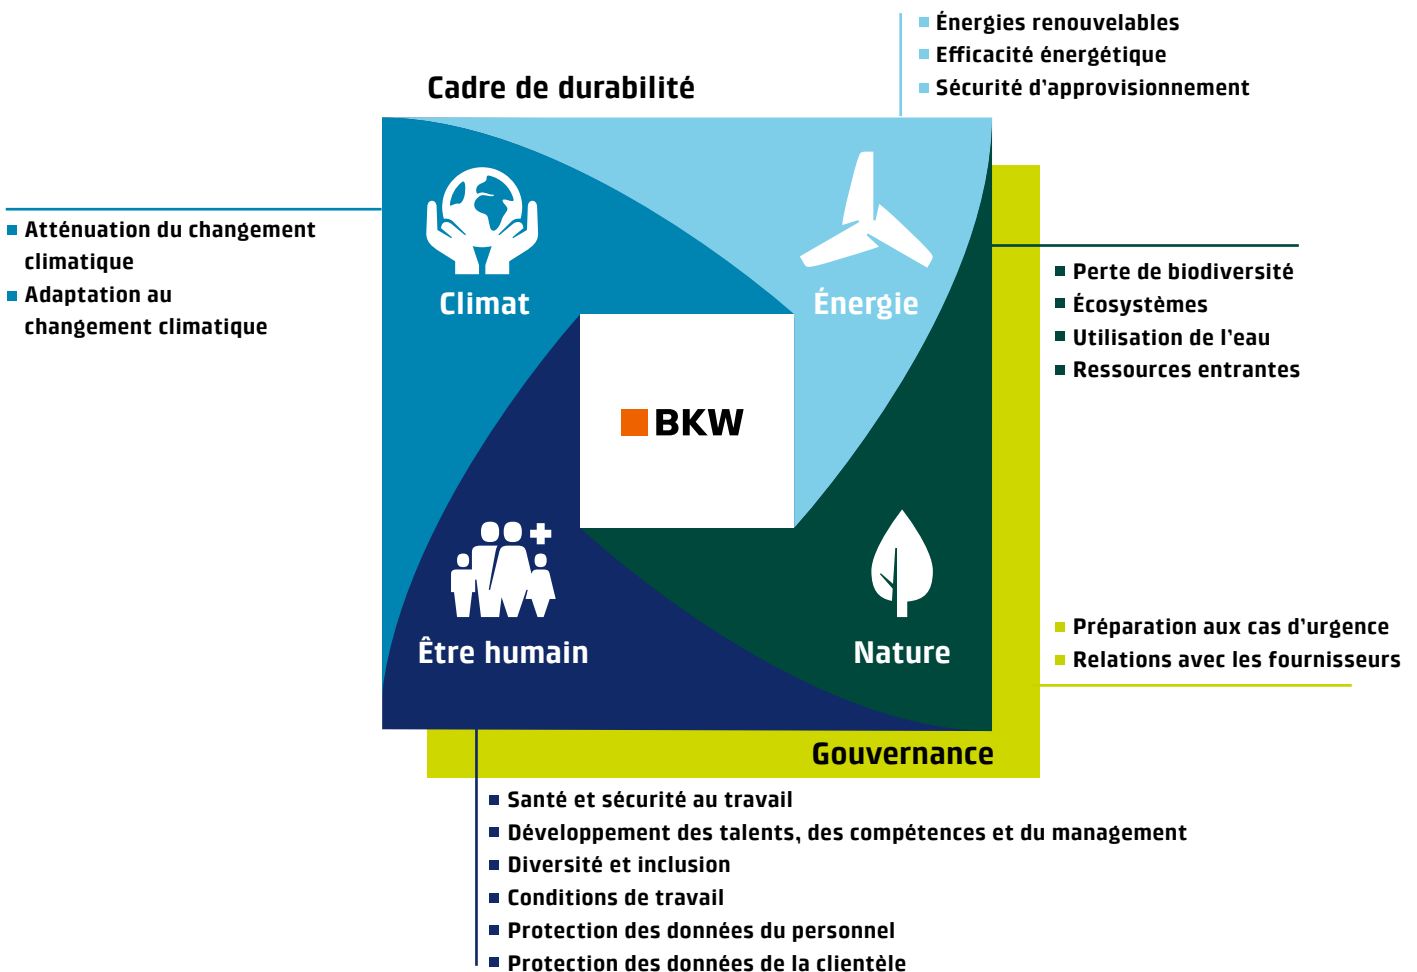 Énergies renouvelables
Efficacité énergétique
Sécurité d'approvisionnement
Cadre de durabilité
Atténuation du changement
climatique
Adaptation au
changement climatique
Climat
Énergie
Perte de biodiversité
Écosystèmes
Utilisation de l'eau
Ressources entrantes
BKW
Être humain
Nature
Préparation aux cas d'urgence
Relations avec les fournisseurs
Gouvernance
Santé et sécurité au travail
Développement des talents, des compétences et du management
Diversité et inclusion
Conditions de travail
Protection des données du personnel
Protection des données de la clientèle